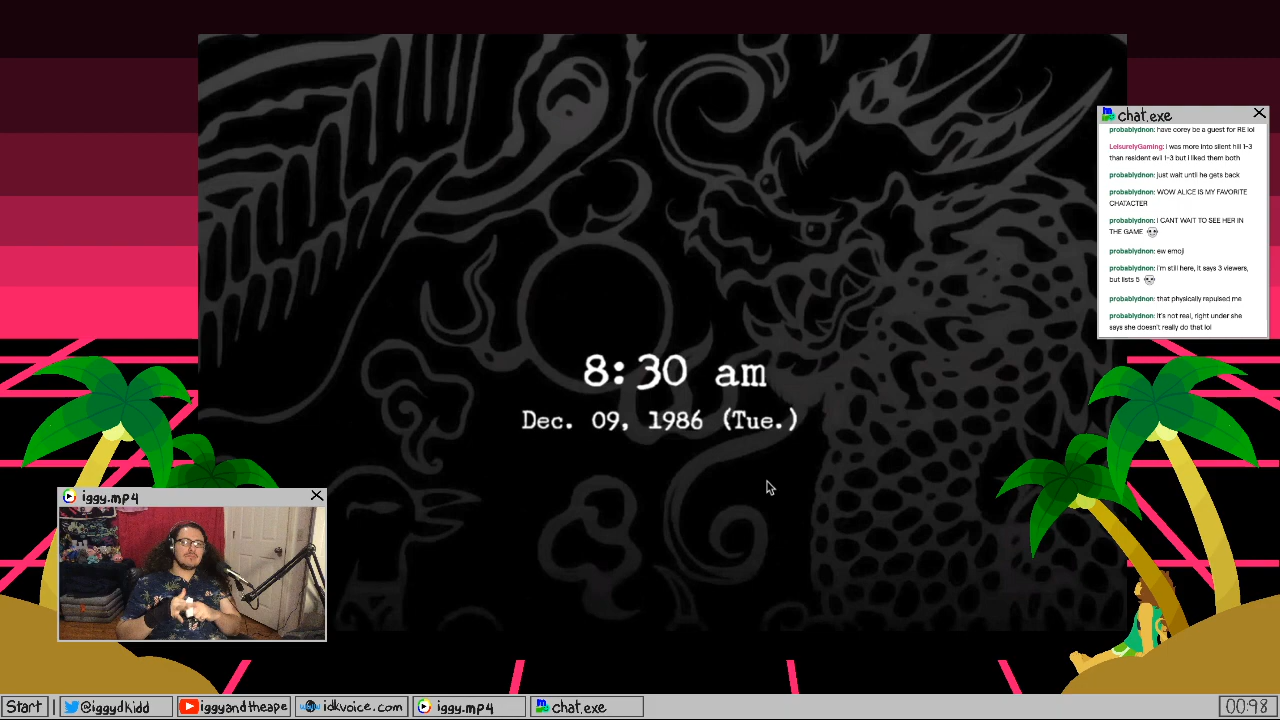 chat.exe
probablydnon: have corey be a guest for RE lol
LeisurelyGaming: i was more into silent hill 1-3
than resident evil 1-3 but i liked them both
probablydnon: just wait until he gets back
probablydnon: WOW ALICE IS MY FAVORITE
CHATACTER
probablydnon: I CANT WAIT TO SEE HER IN
THE GAME
probablydnon: ew emoji
probablydnon: i'm still here, it says 3 viewers,
but lists 5
probablydnon: that physically repulsed me
probablydnon: it's not real, right under she
says she doesn't really do that lol
8:30 am
Dec. 09, 1986 (Tue.)
iggy.mp4
Start
@iggydkidd
iggyandtheape
idkvoice.com
iggy.mp4
chat.exe
00:98